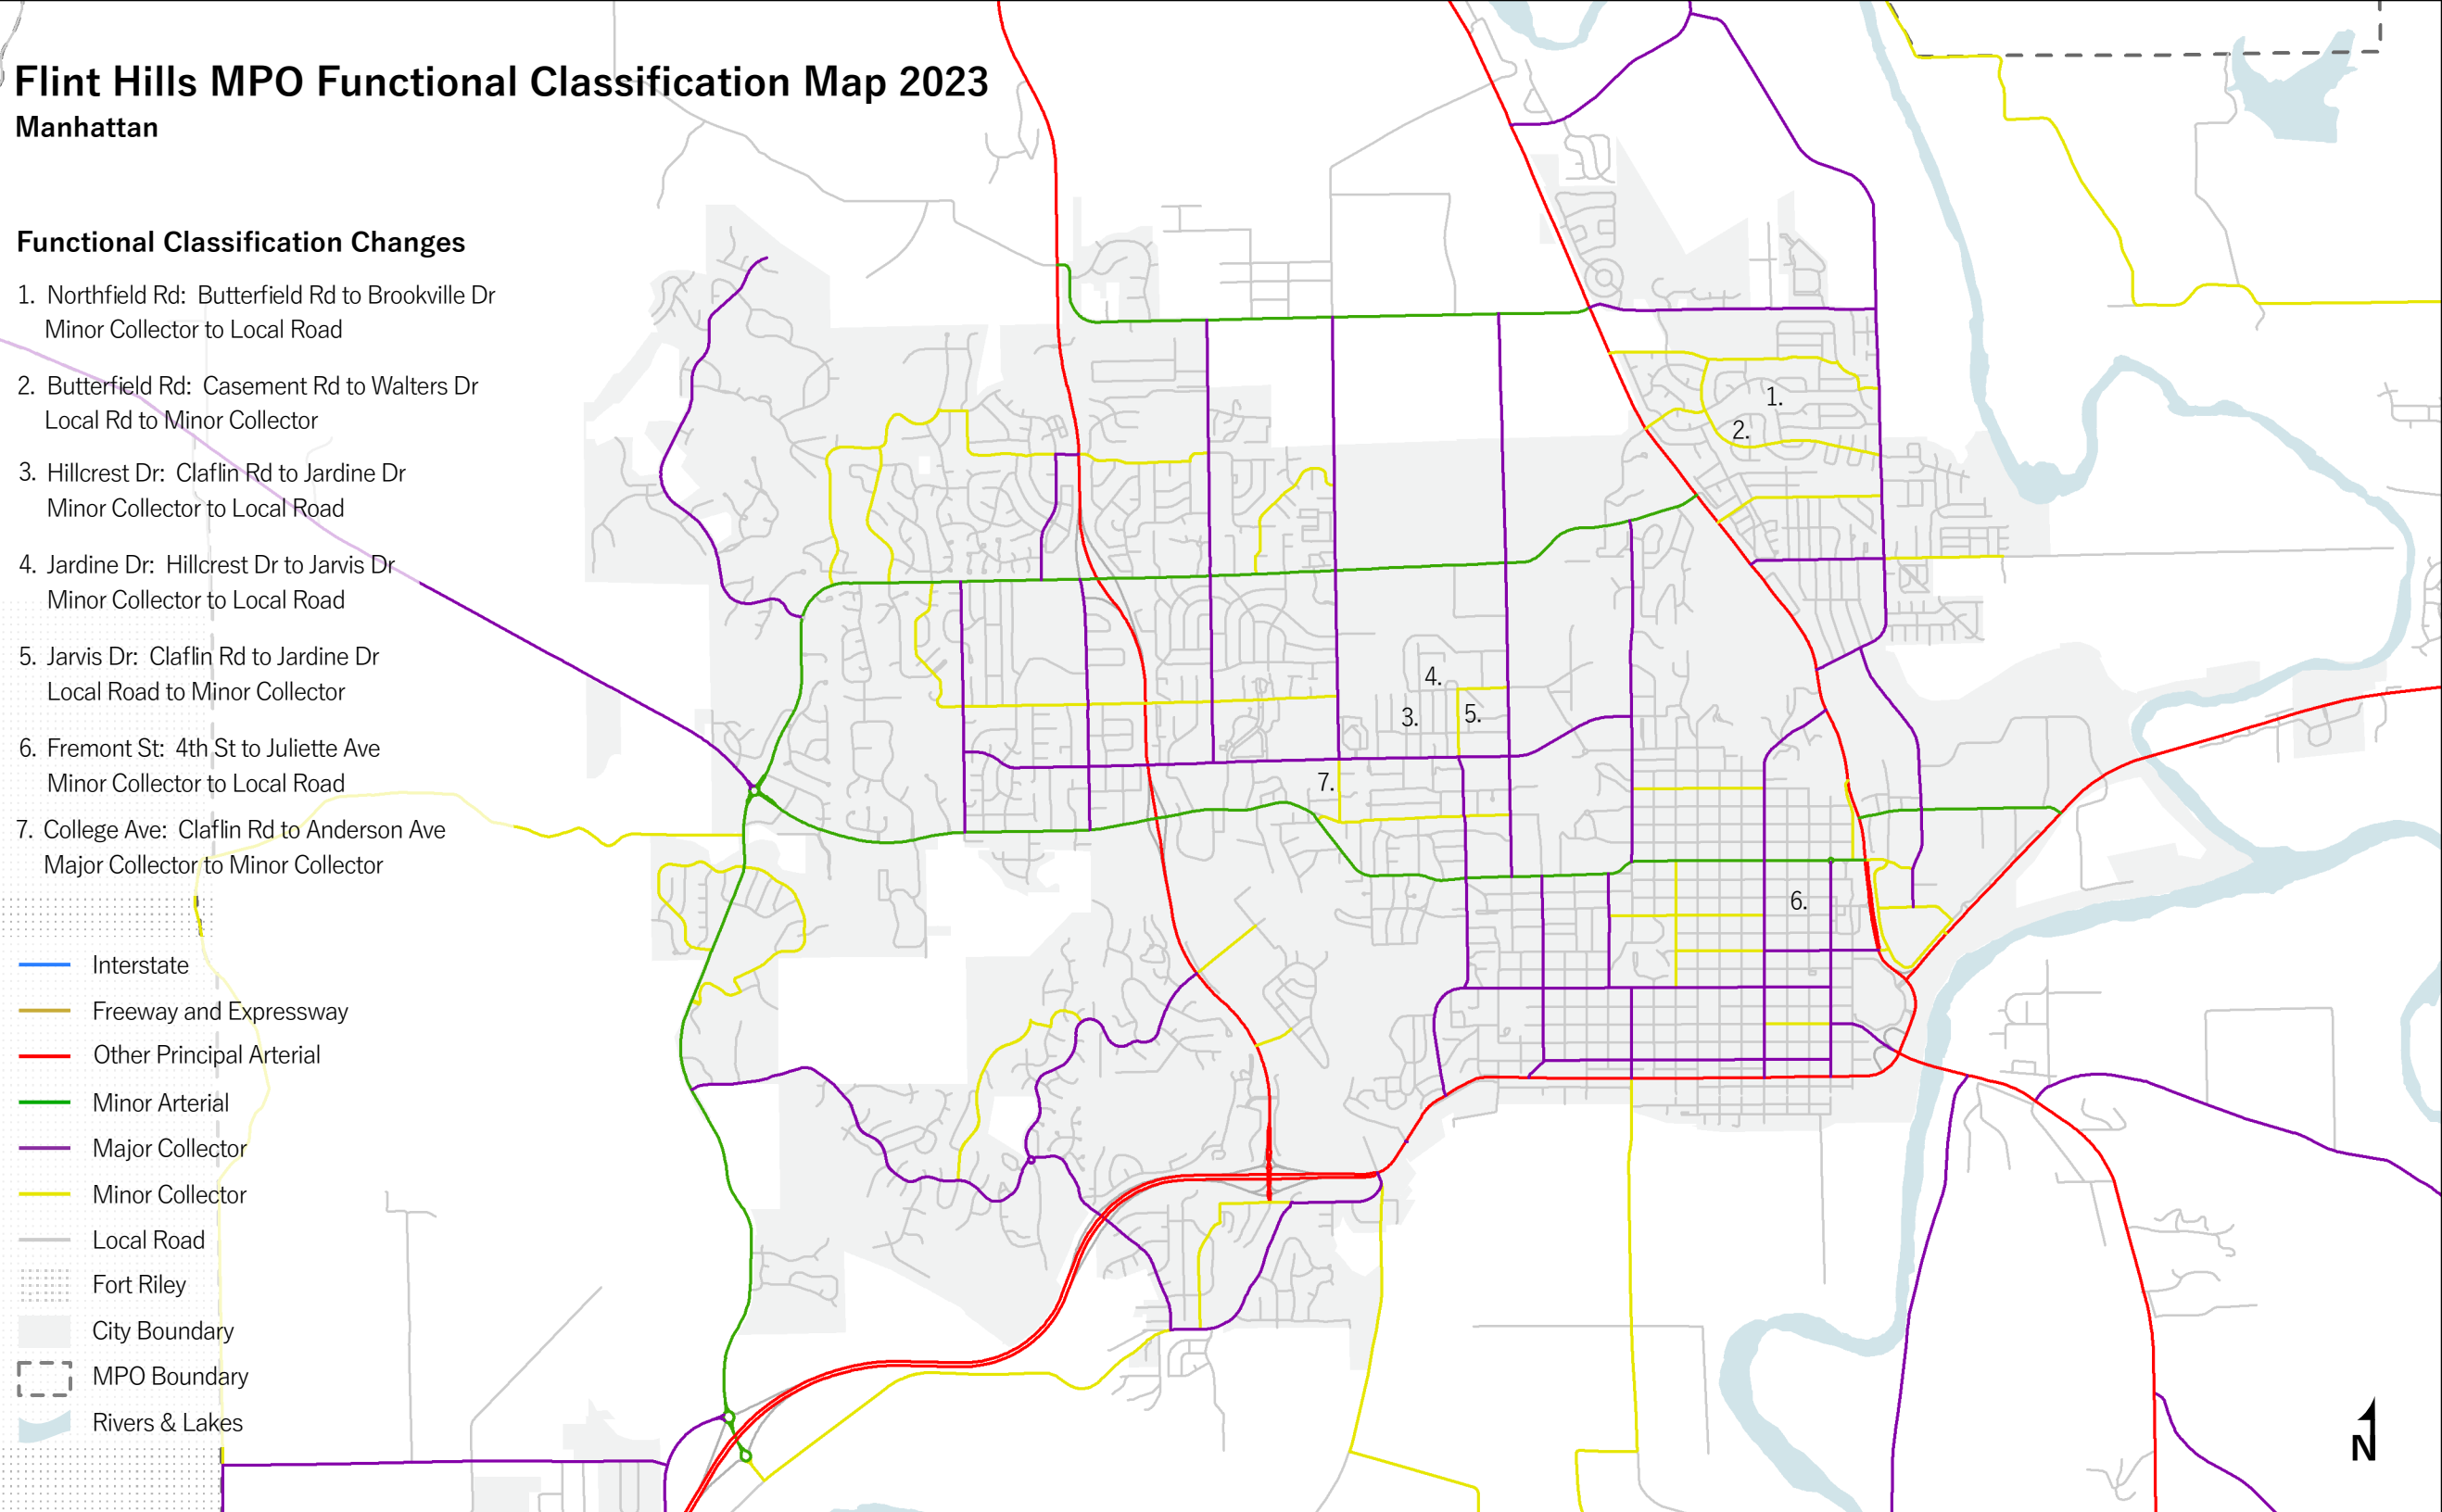 Flint Hills MPO Functional Classification Map 2023
Manhattan
Functional Classification Changes
1. Northfield Rd: Butterfield Rd to Brookville Dr
Minor Collector to Local Road
2. Butterfield Rd: Casement Rd to Walters Dr
Local Rd to Minor Collector
3. Hillcrest Dr: Claflin Rd to Jardine Dr
Minor Collector to Local Road
4. Jardine Dr: Hillcrest Dr to Jarvis Dr
Minor Collector to Local Road
5. Jarvis Dr: Claflin Rd to Jardine Dr
Local Road to Minor Collector
6. Fremont St: 4th St to Juliette Ave
Minor Collector to Local Road
7. College Ave: Claflin Rd to Anderson Ave
Major Collector to Minor Collector
Interstate
Freeway and Expressway
Other Principal Arterial
Minor Arterial
Major Collector
Minor Collector
Local Road
Fort Riley
City Boundary
MPO Boundary
Rivers & Lakes
1.
2.
4.
3.
5.
7.
6.
N